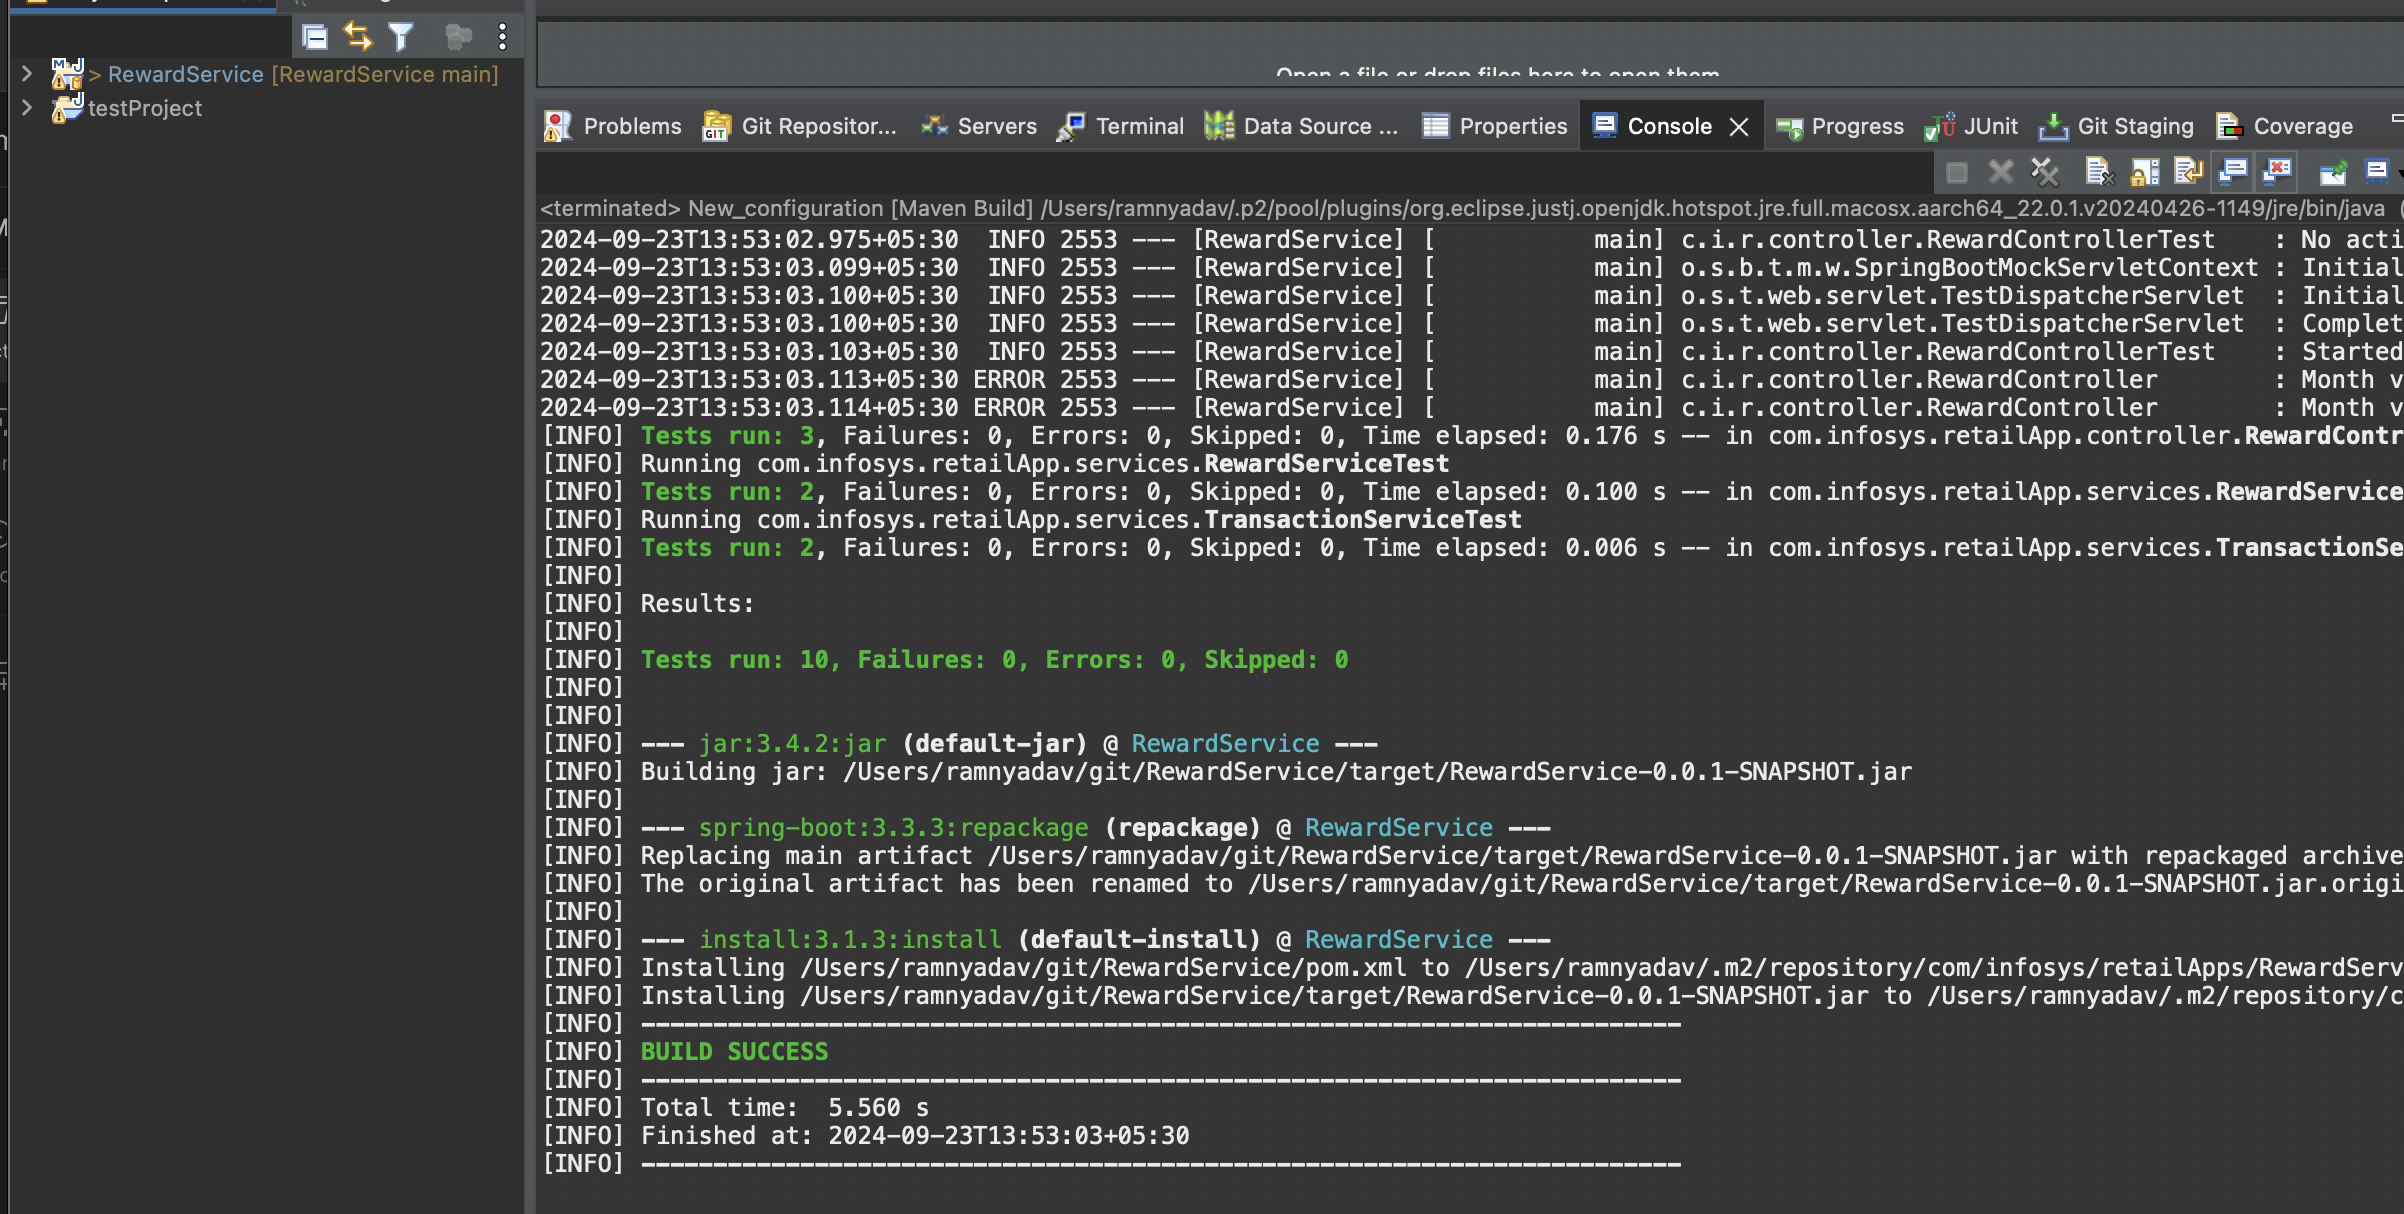 > RewardService [RewardService main]
testProject
Open a file or drop files here to open them
Problems Git Repositor... Servers Terminal Data Source ... Properties Console Progress JUnit Git Staging Coverage
<terminated> New_configuration [Maven Build] /Users/ramnyadav/.p2/pool/plugins/org.eclipse.justj.openjdk.hotspot.jre.full.macosx.aarch64_22.0.1.v20240426-1149/jre/bin/java (
2024-09-23T13:53:02.975+05:30  INFO 2553 --- [RewardService] [           main] c.i.r.controller.RewardControllerTest    : No acti
2024-09-23T13:53:03.099+05:30  INFO 2553 --- [RewardService] [           main] o.s.b.t.m.w.SpringBootMockServletContext : Initial
2024-09-23T13:53:03.100+05:30  INFO 2553 --- [RewardService] [           main] o.s.t.web.servlet.TestDispatcherServlet  : Initial
2024-09-23T13:53:03.100+05:30  INFO 2553 --- [RewardService] [           main] o.s.t.web.servlet.TestDispatcherServlet  : Complet
2024-09-23T13:53:03.103+05:30  INFO 2553 --- [RewardService] [           main] c.i.r.controller.RewardControllerTest    : Started
2024-09-23T13:53:03.113+05:30 ERROR 2553 --- [RewardService] [           main] c.i.r.controller.RewardController        : Month v
2024-09-23T13:53:03.114+05:30 ERROR 2553 --- [RewardService] [           main] c.i.r.controller.RewardController        : Month v
[INFO] Tests run: 3, Failures: 0, Errors: 0, Skipped: 0, Time elapsed: 0.176 s -- in com.infosys.retailApp.controller.RewardContr
[INFO] Running com.infosys.retailApp.services.RewardServiceTest
[INFO] Tests run: 2, Failures: 0, Errors: 0, Skipped: 0, Time elapsed: 0.100 s -- in com.infosys.retailApp.services.RewardService
[INFO] Running com.infosys.retailApp.services.TransactionServiceTest
[INFO] Tests run: 2, Failures: 0, Errors: 0, Skipped: 0, Time elapsed: 0.006 s -- in com.infosys.retailApp.services.TransactionSe
[INFO]
[INFO] Results:
[INFO]
[INFO] Tests run: 10, Failures: 0, Errors: 0, Skipped: 0
[INFO]
[INFO]
[INFO] --- jar:3.4.2:jar (default-jar) @ RewardService ---
[INFO] Building jar: /Users/ramnyadav/git/RewardService/target/RewardService-0.0.1-SNAPSHOT.jar
[INFO]
[INFO] --- spring-boot:3.3.3:repackage (repackage) @ RewardService ---
[INFO] Replacing main artifact /Users/ramnyadav/git/RewardService/target/RewardService-0.0.1-SNAPSHOT.jar with repackaged archive
[INFO] The original artifact has been renamed to /Users/ramnyadav/git/RewardService/target/RewardService-0.0.1-SNAPSHOT.jar.origi
[INFO]
[INFO] --- install:3.1.3:install (default-install) @ RewardService ---
[INFO] Installing /Users/ramnyadav/git/RewardService/pom.xml to /Users/ramnyadav/.m2/repository/com/infosys/retailApps/RewardServ
[INFO] Installing /Users/ramnyadav/git/RewardService/target/RewardService-0.0.1-SNAPSHOT.jar to /Users/ramnyadav/.m2/repository/c
[INFO] ------------------------------------------------------------------------
[INFO] BUILD SUCCESS
[INFO] ------------------------------------------------------------------------
[INFO] Total time:  5.560 s
[INFO] Finished at: 2024-09-23T13:53:03+05:30
[INFO] ------------------------------------------------------------------------